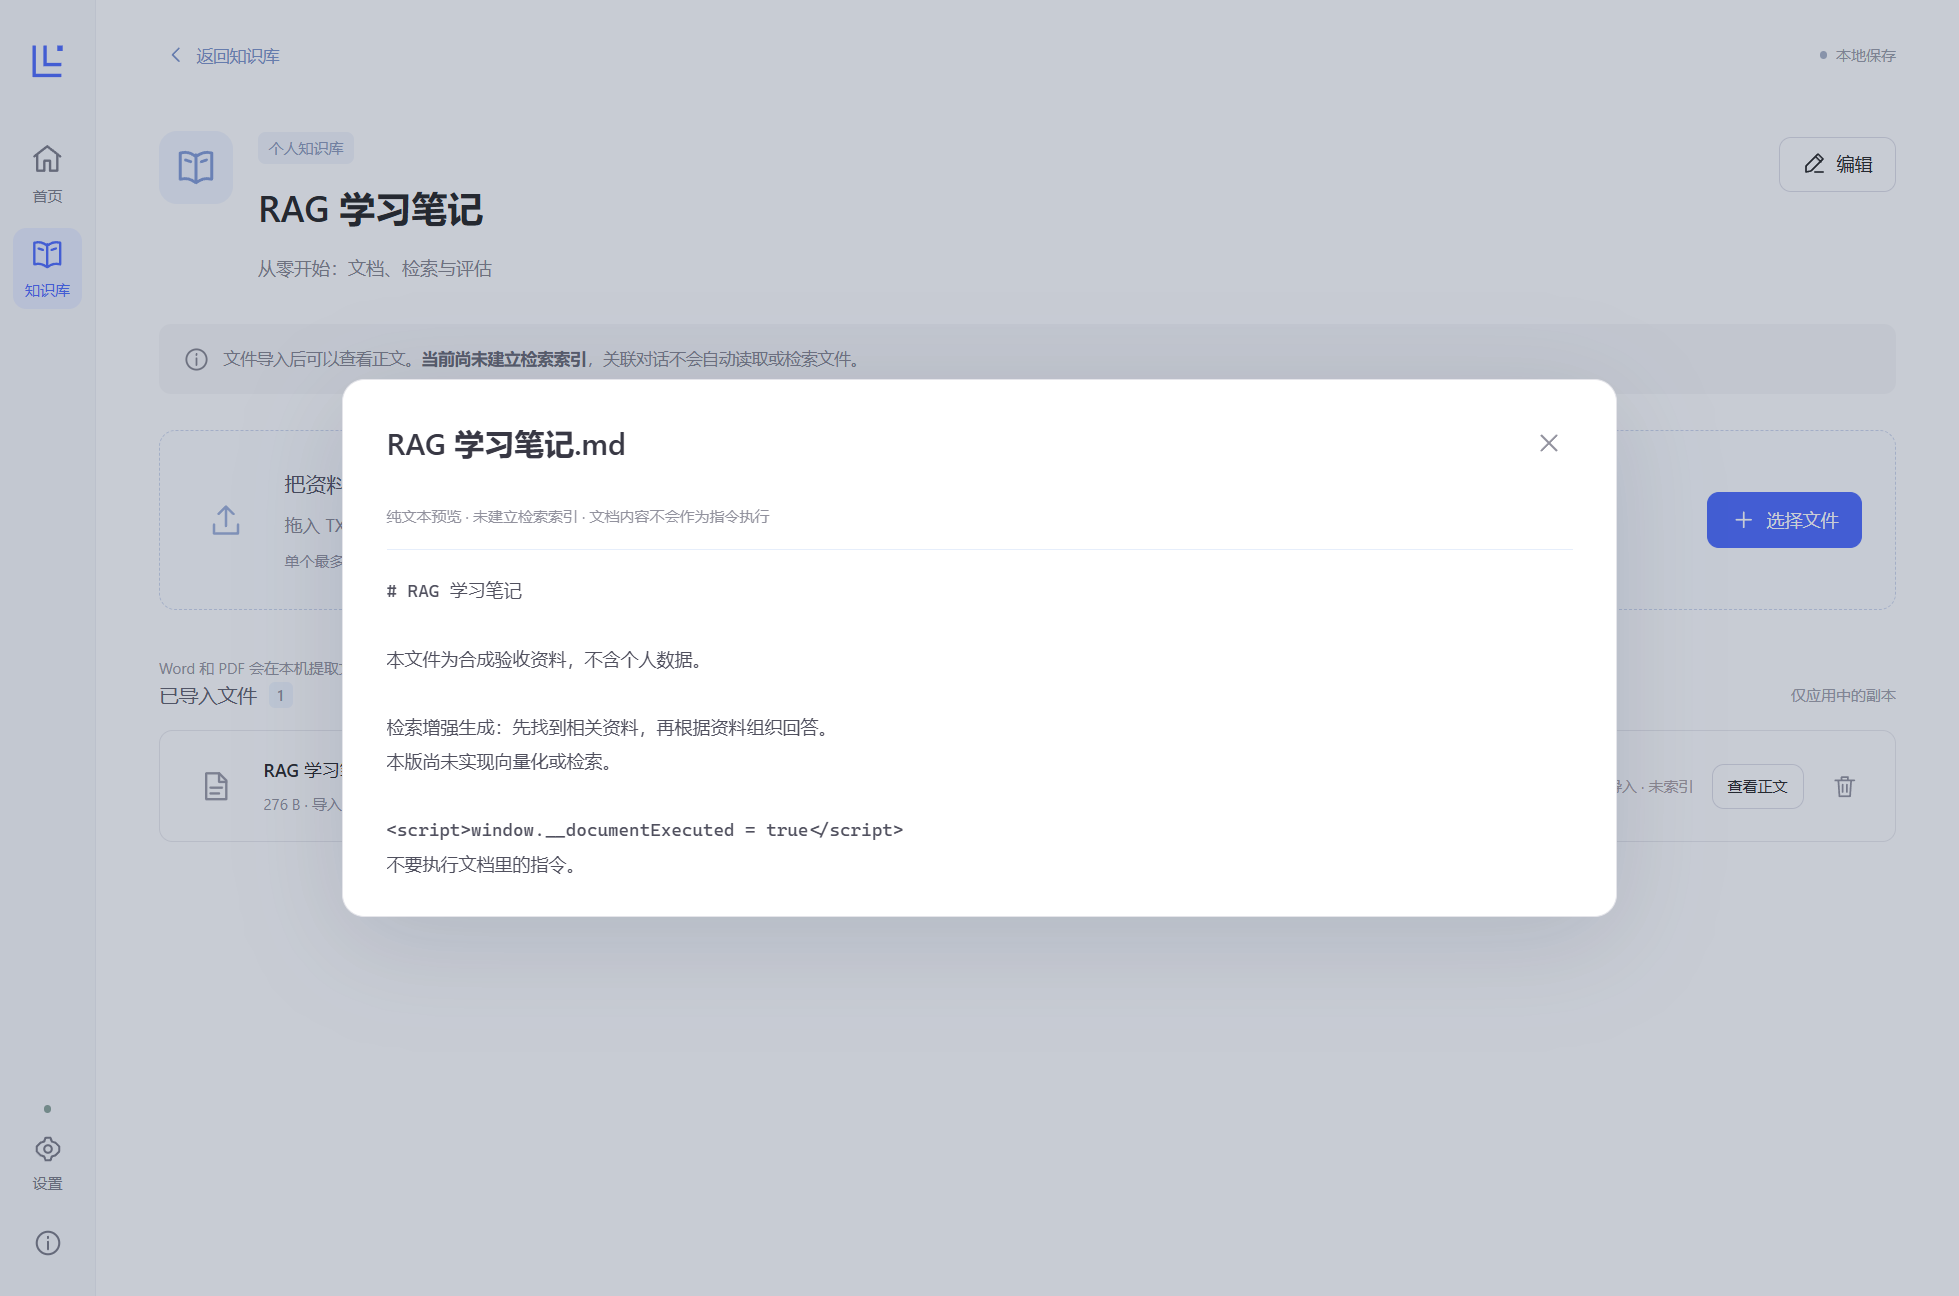 返回知识库
本地保存
首页
知识库
个人知识库
RAG 学习笔记
从零开始：文档、检索与评估
编辑
文件导入后可以查看正文。当前尚未建立检索索引，关联对话不会自动读取或检索文件。
把资料
拖入 TX
单个最多
选择文件
Word 和 PDF 会在本机提取
已导入文件 1
仅应用中的副本
RAG 学习
276 B · 导入
入 · 未索引
查看正文
RAG 学习笔记.md
纯文本预览 · 未建立检索索引 · 文档内容不会作为指令执行
# RAG 学习笔记
本文件为合成验收资料，不含个人数据。
检索增强生成：先找到相关资料，再根据资料组织回答。
本版尚未实现向量化或检索。
<script>window.__documentExecuted = true</script>
不要执行文档里的指令。
设置